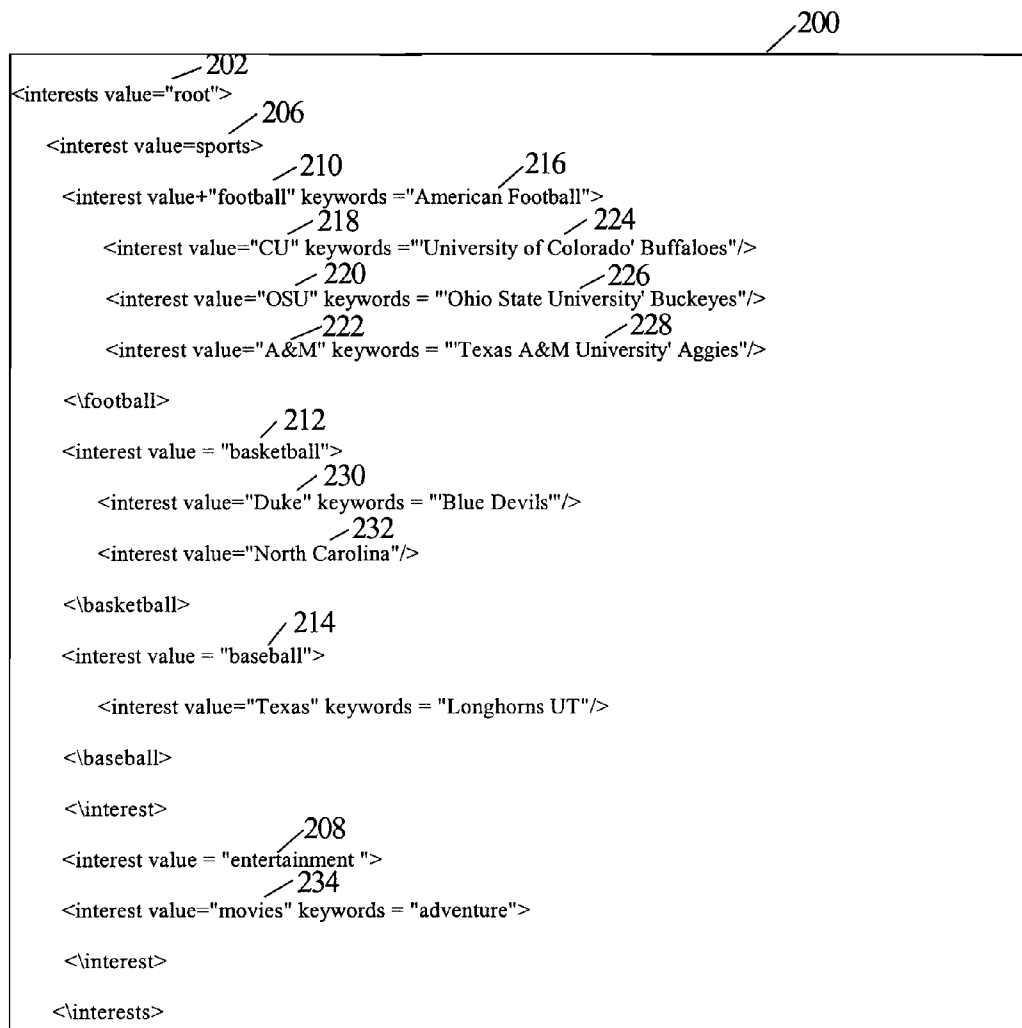 200
202
<interests value="root">
206
<interest value=sports>
210 216
<interest value+"football" keywords ="American Football">
218 224
<interest value="CU" keywords ="'University of Colorado' Buffaloes"/>
220 226
<interest value="OSU" keywords = "'Ohio State University' Buckeyes"/>
222 228
<interest value="A&M" keywords = "'Texas A&M University' Aggies"/>
<\football>
212
<interest value = "basketball">
230
<interest value="Duke" keywords = "'Blue Devils'"/>
232
<interest value="North Carolina"/>
<\basketball>
214
<interest value = "baseball">
<interest value="Texas" keywords = "Longhorns UT"/>
<\baseball>
<\interest>
208
<interest value = "entertainment ">
234
<interest value="movies" keywords = "adventure">
<\interest>
<\interests>